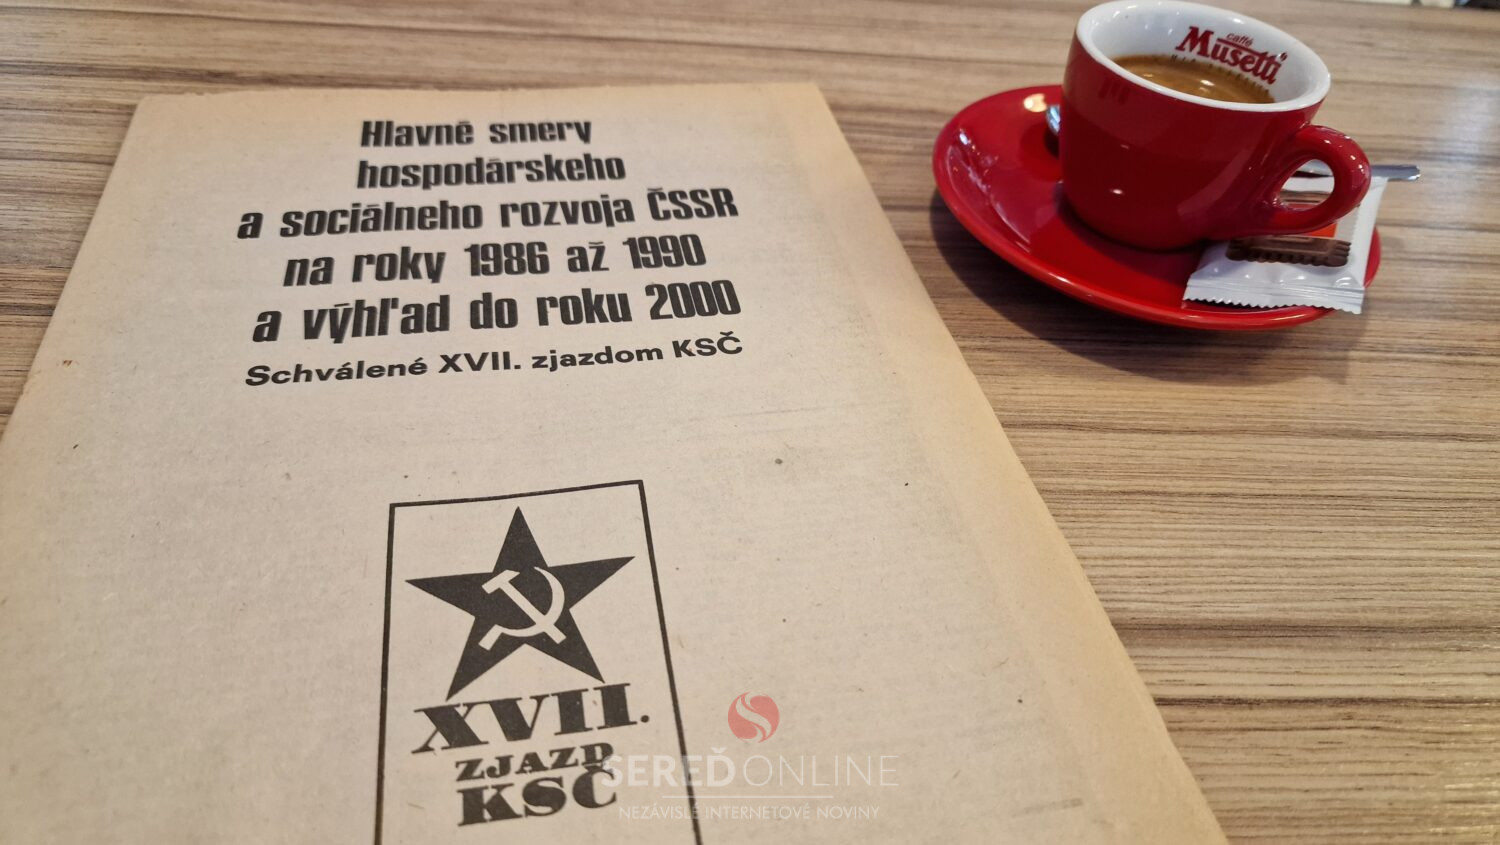 Hlavné smery
hospodárskeho
a sociálneho rozvoja ČSSR
na roky 1986 až 1990
a výhľad do roku 2000
Schválené XVII. zjazdom KSČ
XVII.
ZJAZD
KSČ
caffè
Musetti
SEREĎONLINE
NEZÁVISLÉ INTERNETOVÉ NOVINY